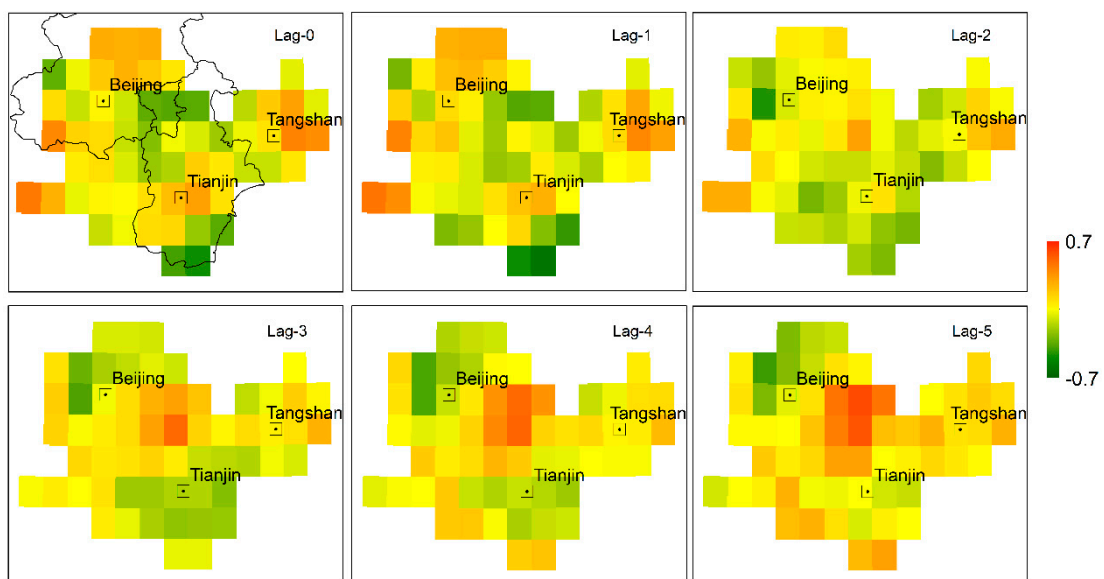 Lag-0
Beijing
Tangshan
Tianjin
Lag-1
Beijing
Tangshan
Tianjin
Lag-2
Beijing
Tangshan
Tianjin
0.7
-0.7
Lag-3
Beijing
Tangshan
Tianjin
Lag-4
Beijing
Tangshan
Tianjin
Lag-5
Beijing
Tangshan
Tianjin